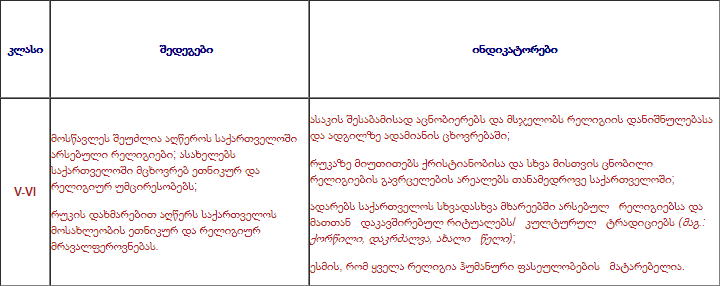 კლასი
შედეგები
ინდიკატორები
V-VI
მოსწავლეს შეუძლია აღწეროს საქართველოში
არსებული რელიგიები; ასახელებს
საქართველოში მცხოვრებ ეთნიკურ და
რელიგიურ უმცირესობებს;
რუკის დახმარებით აღწერს საქართველოს
მოსახლეობის ეთნიკურ და რელიგიურ
მრავალფეროვნებას.
ასაკის შესაბამისად აცნობიერებს და მსჯელობს რელიგიის დანიშნულებასა
და ადგილზე ადამიანის ცხოვრებაში;
რუკაზე მიუთითებს ქრისტიანობისა და სხვა მისთვის ცნობილი
რელიგიების გავრცელების არეალებს თანამედროვე საქართველოში;
ადარებს საქართველოს სხვადასხვა მხარეებში არსებულ რელიგიებსა და
მათთან დაკავშირებულ რიტუალებს/ კულტურულ ტრადიციებს (მაგ.:
ქორწილი, დაკრძალვა, ახალი წელი);
ესმის, რომ ყველა რელიგია ჰუმანური ფასეულობების მატარებელია.